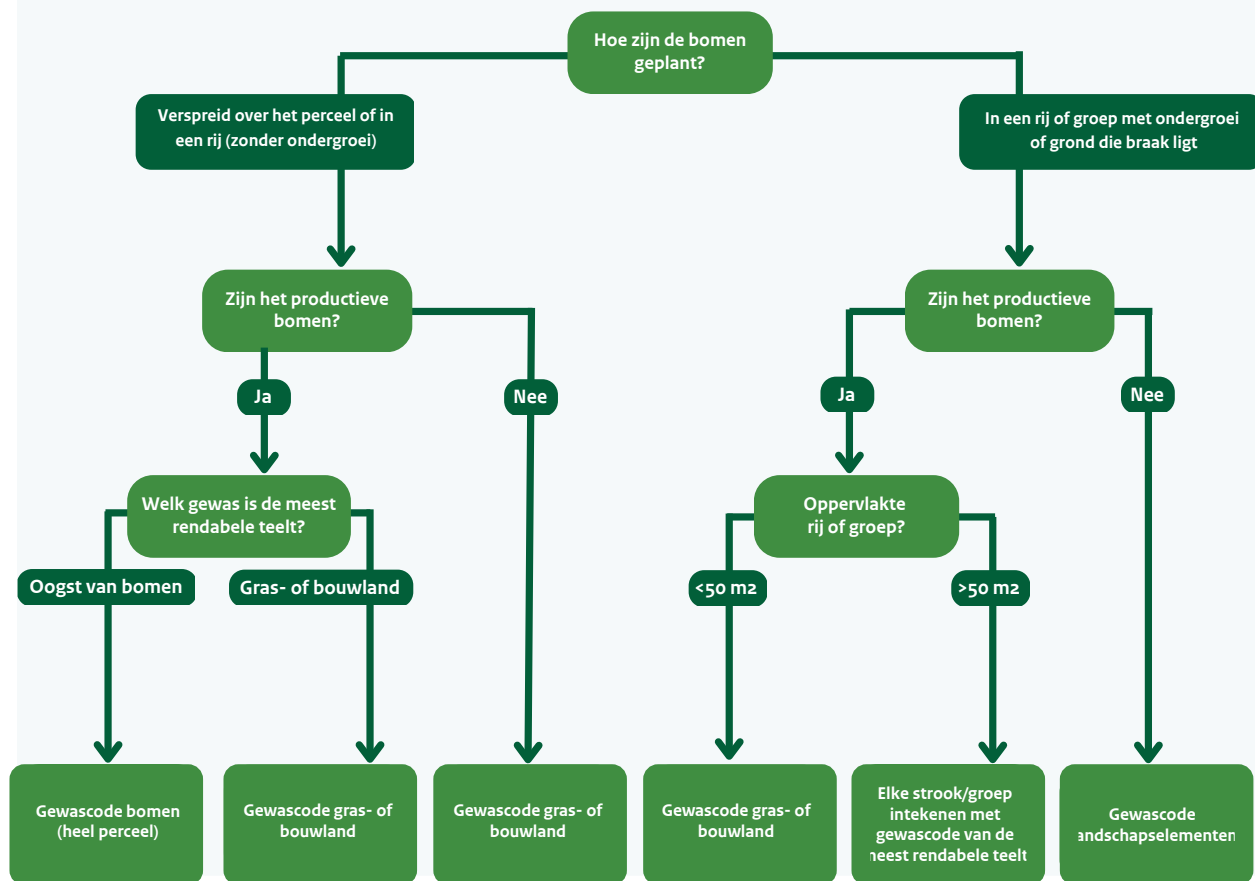 Hoe zijn de bomen
geplant?
Verspreid over het perceel of in
een rij (zonder ondergroei)
In een rij of groep met ondergroei
of grond die braak ligt
Zijn het productieve
bomen?
Zijn het productieve
bomen?
Ja
Nee
Ja
Nee
Welk gewas is de meest
rendabele teelt?
Oppervlakte
rij of groep?
Oogst van bomen
Gras- of bouwland
<50 m2
>50 m2
Gewascode bomen
(heel perceel)
Gewascode gras- of
bouwland
Gewascode gras- of
bouwland
Gewascode gras- of
bouwland
Elke strook/groep
intekenen met
gewascode van de
neest rendabele teelt
Gewascode
andschapselementen